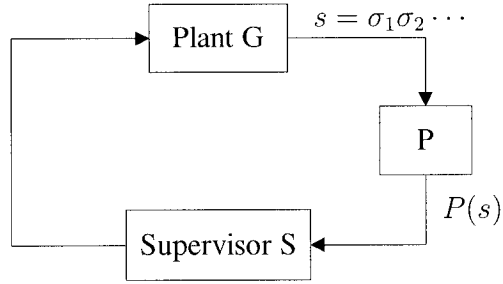 Plant G
s = σ₁σ₂ ⋯
P
P(s)
Supervisor S